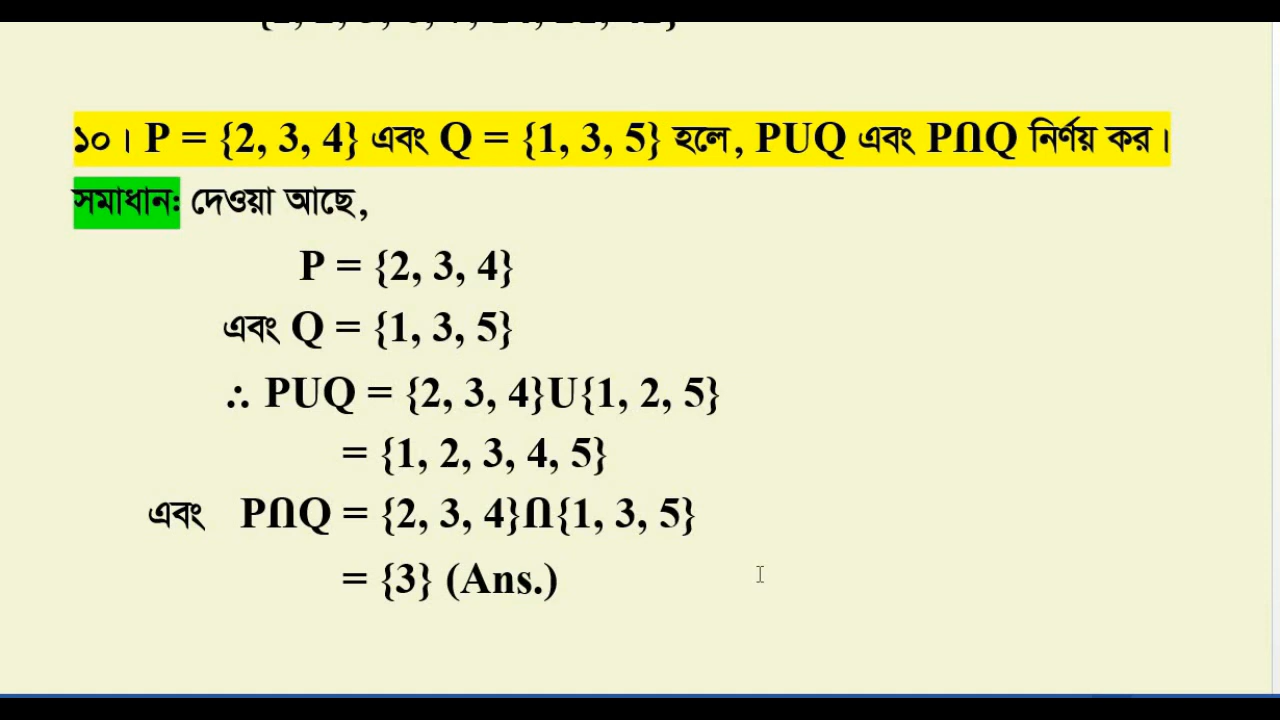 ১০। P = {2, 3, 4} এবং Q = {1, 3, 5} হলে, PUQ এবং PՈQ নির্ণয় কর।
সমাধান: দেওয়া আছে,
P = {2, 3, 4}
এবং Q = {1, 3, 5}
∴ PUQ = {2, 3, 4}U{1, 2, 5}
= {1, 2, 3, 4, 5}
এবং PՈQ = {2, 3, 4}Ո{1, 3, 5}
= {3} (Ans.)